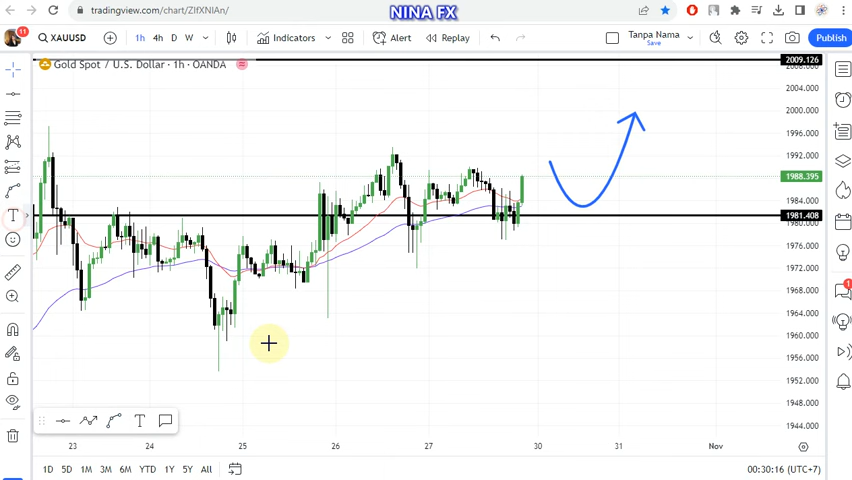 tradingview.com/chart/ZIfXNIAn/
NINA FX
11
XAUUSD
1h 4h D W
Indicators
Alert
Replay
Tanpa Nama
Save
Publish
Gold Spot / U.S. Dollar · 1h · OANDA
2009.126
2008.000
2004.000
2000.000
1996.000
1992.000
1988.395
1984.000
1981.408
1976.000
1972.000
1968.000
1964.000
1960.000
1956.000
1952.000
1948.000
1944.000
1
23 24 25 26 27 30 31 Nov
1D 5D 1M 3M 6M YTD 1Y 5Y All
00:30:16 (UTC+7)